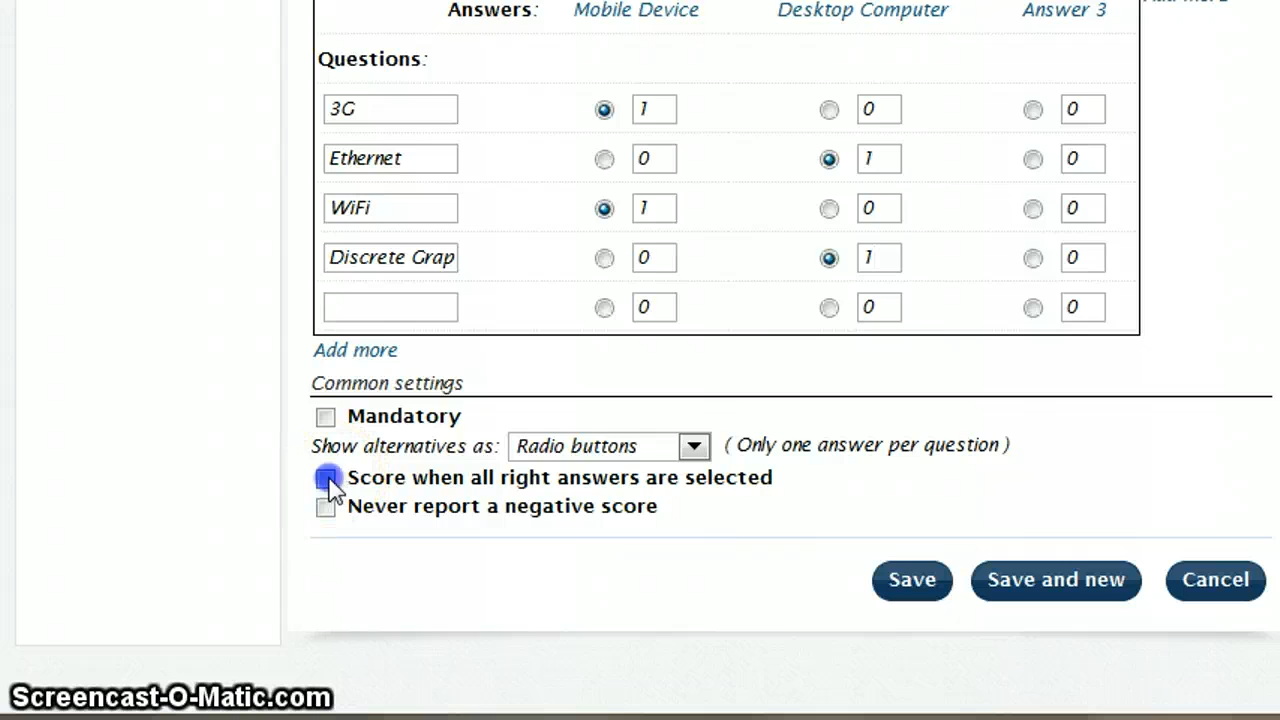 Answers: Mobile Device Desktop Computer Answer 3
Questions:
3G 1 0 0
Ethernet 0 1 0
WiFi 1 0 0
Discrete Grap 0 1 0
0 0 0
Add more
Common settings
Mandatory
Show alternatives as: Radio buttons ( Only one answer per question )
Score when all right answers are selected
Never report a negative score
Save Save and new Cancel
Screencast-O-Matic.com